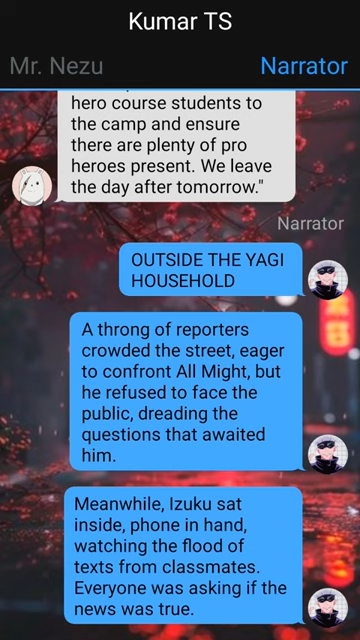 Kumar TS
Mr. Nezu
Narrator
hero course students to
the camp and ensure
there are plenty of pro
heroes present. We leave
the day after tomorrow."
Narrator
OUTSIDE THE YAGI
HOUSEHOLD
A throng of reporters
crowded the street, eager
to confront All Might, but
he refused to face the
public, dreading the
questions that awaited
him.
Meanwhile, Izuku sat
inside, phone in hand,
watching the flood of
texts from classmates.
Everyone was asking if the
news was true.